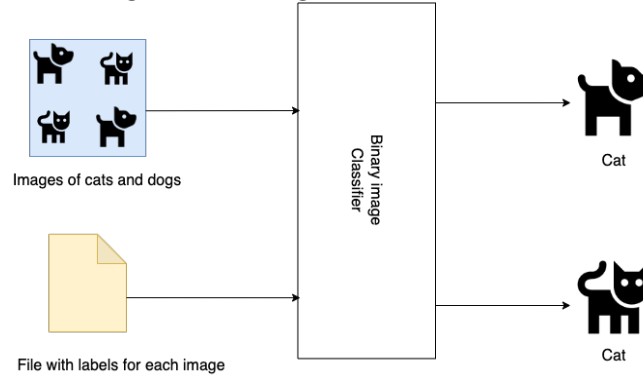 Images of cats and dogs
Binary image
Classifier
Cat
File with labels for each image
Cat